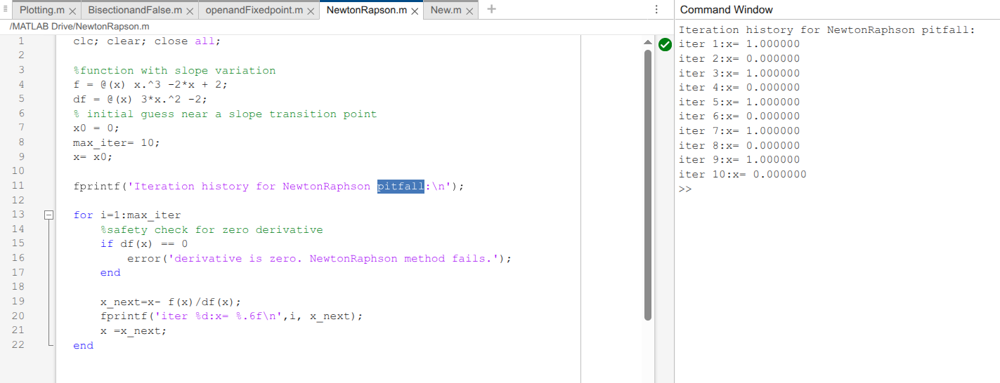 Plotting.m
BisectionandFalse.m
openandFixedpoint.m
NewtonRapson.m
New.m
/MATLAB Drive/NewtonRapson.m
1 clc; clear; close all;
2
3 %function with slope variation
4 f = @(x) x.^3 -2*x + 2;
5 df = @(x) 3*x.^2 -2;
6 % initial guess near a slope transition point
7 x0 = 0;
8 max_iter= 10;
9 x= x0;
10
11 fprintf('Iteration history for NewtonRaphson pitfall:\n');
12
13 for i=1:max_iter
14 %safety check for zero derivative
15 if df(x) == 0
16 error('derivative is zero. NewtonRaphson method fails.');
17 end
18
19 x_next=x- f(x)/df(x);
20 fprintf('iter %d:x= %.6f\n',i, x_next);
21 x =x_next;
22 end
Command Window
Iteration history for NewtonRaphson pitfall:
iter 1:x= 1.000000
iter 2:x= 0.000000
iter 3:x= 1.000000
iter 4:x= 0.000000
iter 5:x= 1.000000
iter 6:x= 0.000000
iter 7:x= 1.000000
iter 8:x= 0.000000
iter 9:x= 1.000000
iter 10:x= 0.000000
>>